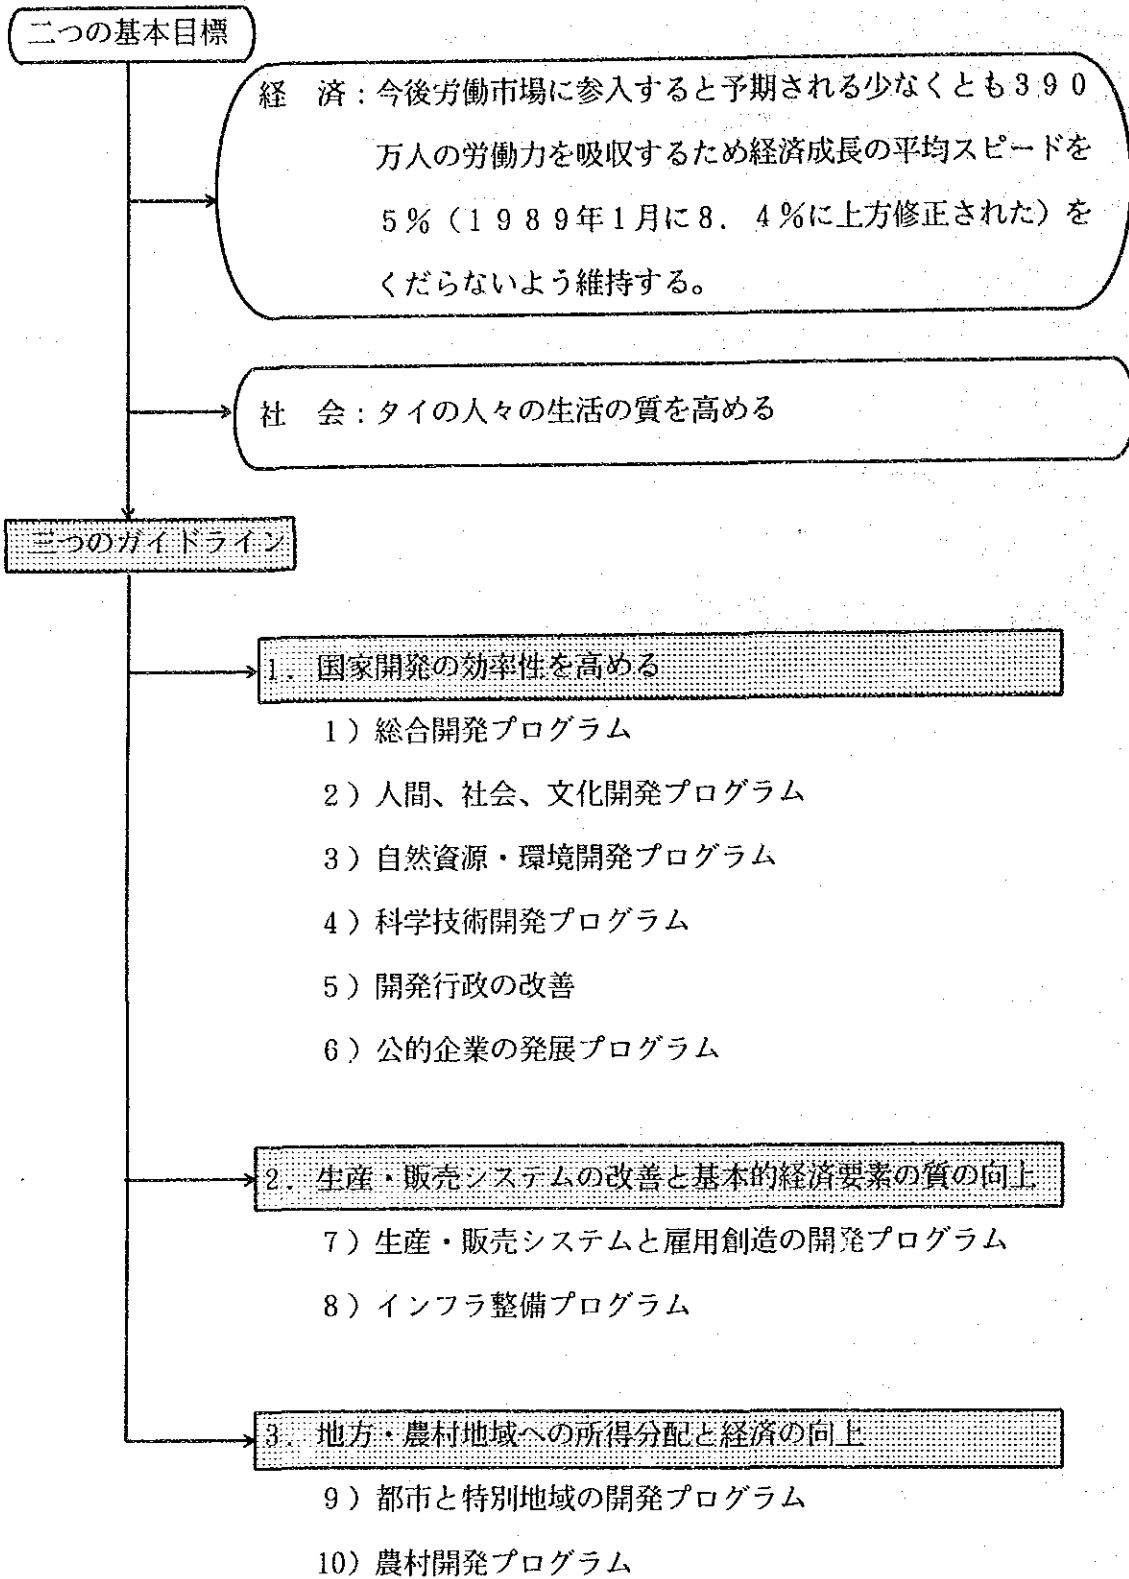 二つの基本目標
経　済：今後労働市場に参入すると予期される少なくとも３９０
万人の労働力を吸収するため経済成長の平均スピードを
５％（１９８９年１月に８．４％に上方修正された）を
くだらないよう維持する。
社　会：タイの人々の生活の質を高める
三つのガイドライン
１．国家開発の効率性を高める
１）総合開発プログラム
２）人間、社会、文化開発プログラム
３）自然資源・環境開発プログラム
４）科学技術開発プログラム
５）開発行政の改善
６）公的企業の発展プログラム
２．生産・販売システムの改善と基本的経済要素の質の向上
７）生産・販売システムと雇用創造の開発プログラム
８）インフラ整備プログラム
３．地方・農村地域への所得分配と経済の向上
９）都市と特別地域の開発プログラム
10）農村開発プログラム